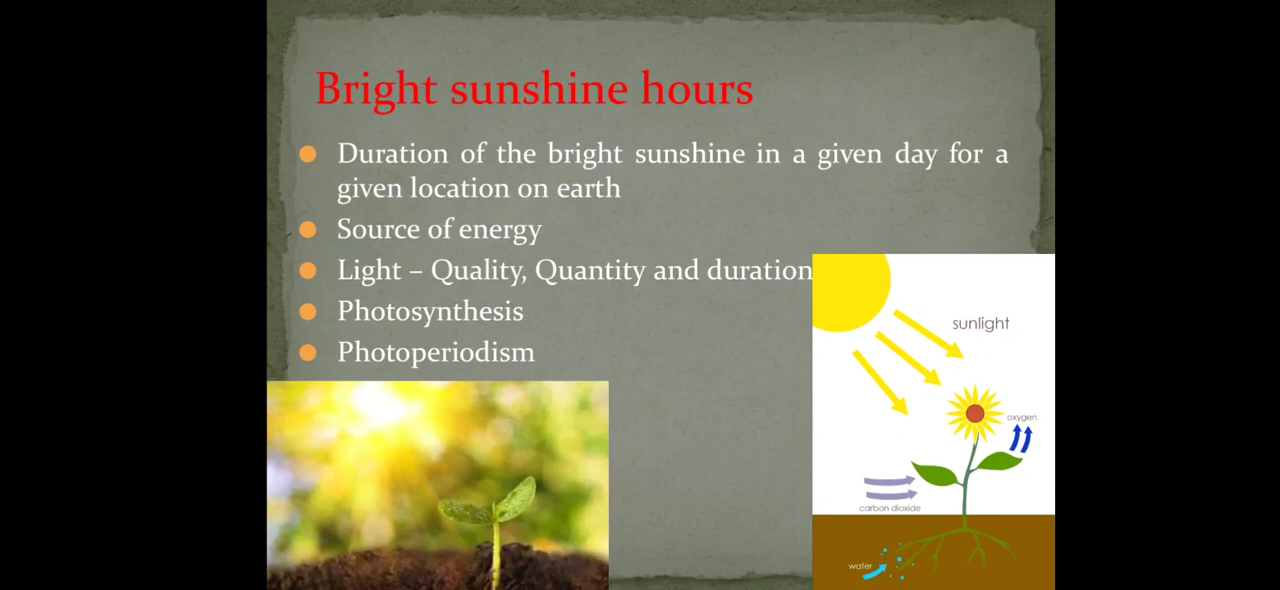 Bright sunshine hours
Duration of the bright sunshine in a given day for a
given location on earth
Source of energy
Light – Quality, Quantity and duration
Photosynthesis
Photoperiodism
sunlight
oxygen
carbon dioxide
water